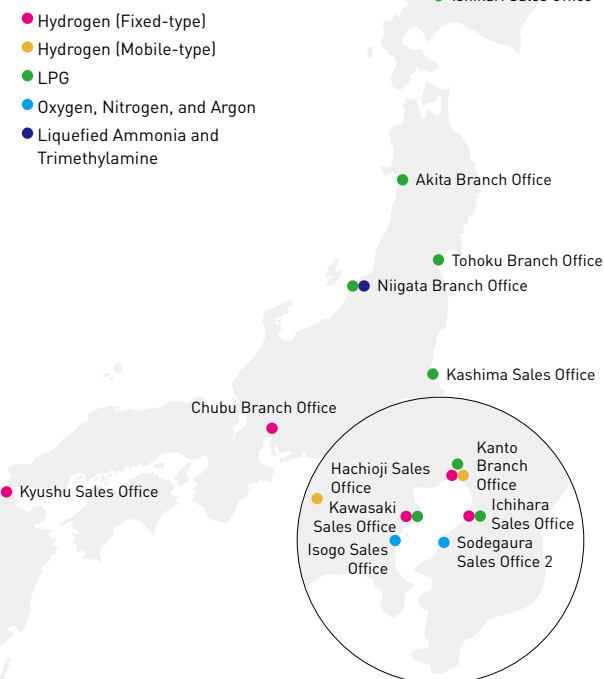 Hydrogen (Fixed-type)
Hydrogen (Mobile-type)
LPG
Oxygen, Nitrogen, and Argon
Liquefied Ammonia and
Trimethylamine
Akita Branch Office
Tohoku Branch Office
Niigata Branch Office
Kashima Sales Office
Chubu Branch Office
Kyushu Sales Office
Kanto
Branch
Office
Hachioji Sales
Office
Kawasaki
Sales Office
Ichihara
Sales Office
Isogo Sales
Office
Sodegaura
Sales Office 2